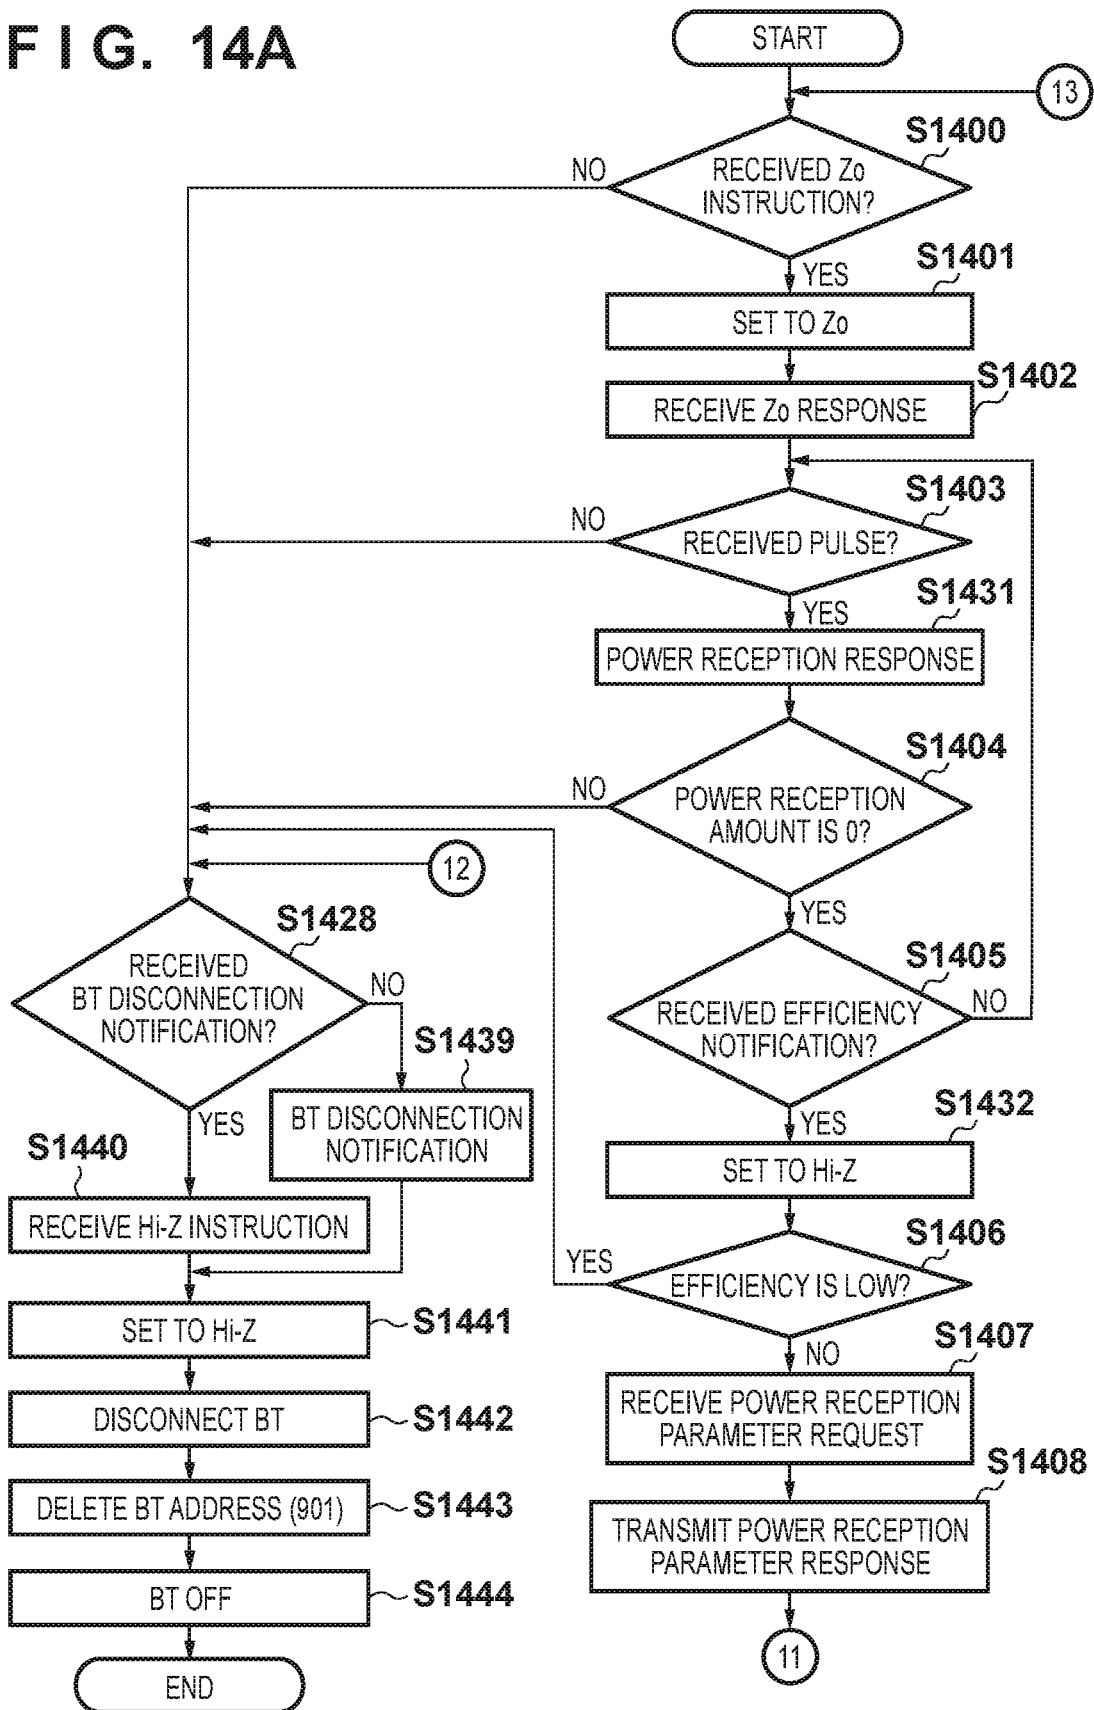 FIG. 14A
START
13
S1400
NO
RECEIVED Zo
INSTRUCTION?
S1401
YES
SET TO Zo
S1402
RECEIVE Zo RESPONSE
S1403
NO
RECEIVED PULSE?
S1431
YES
POWER RECEPTION RESPONSE
S1404
NO
POWER RECEPTION
AMOUNT IS 0?
12
YES
S1428
RECEIVED
BT DISCONNECTION
NOTIFICATION?
NO
S1405
RECEIVED EFFICIENCY
NOTIFICATION?
NO
S1439
BT DISCONNECTION
NOTIFICATION
YES
S1432
YES
SET TO Hi-Z
S1440
RECEIVE Hi-Z INSTRUCTION
S1406
YES
EFFICIENCY IS LOW?
SET TO Hi-Z
S1441
S1407
NO
RECEIVE POWER RECEPTION
PARAMETER REQUEST
DISCONNECT BT
S1442
S1408
DELETE BT ADDRESS (901)
S1443
TRANSMIT POWER RECEPTION
PARAMETER RESPONSE
BT OFF
S1444
11
END